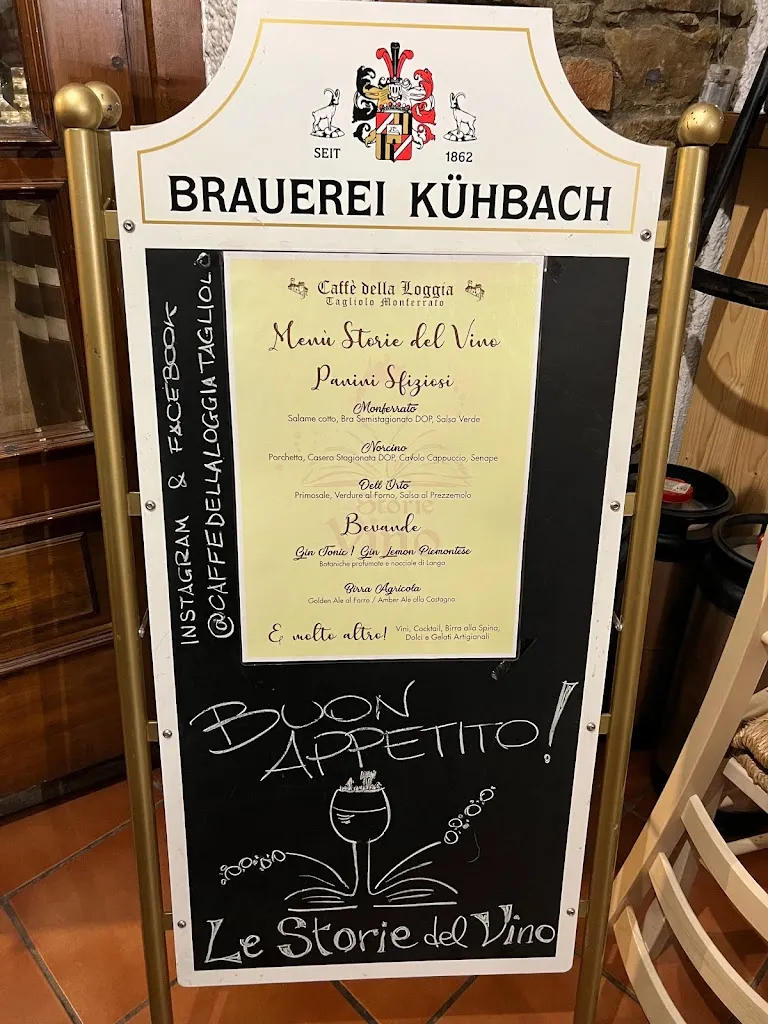 SEIT 1862
BRAUEREI KÜHBACH
INSTAGRAM & FACEBOOK
@CAFFEDELLALOGGIATAGLIOLO
Caffè della Loggia
Tagliolo Monferrato
Menù Storie del Vino
Panini Sfiziosi
Monferrato
Salame cotto, Bra Semistagionato DOP, Salsa Verde
Norcino
Porchetta, Casera Stagionata DOP, Cavolo Cappuccio, Senape
Dell'Orto
Primosale, Verdure al Forno, Salsa al Prezzemolo
Storie
Vino
Bevande
Gin Tonic / Gin Lemon Piemontese
Botaniche profumate e nocciole di Langa
Birra Agricola
Golden Ale al Farro / Amber Ale alla Castagna
E molto altro! Vini, Cocktail, Birra alla Spina,
Dolci e Gelati Artigianali
BUON
APPETITO!
Le Storie del Vino